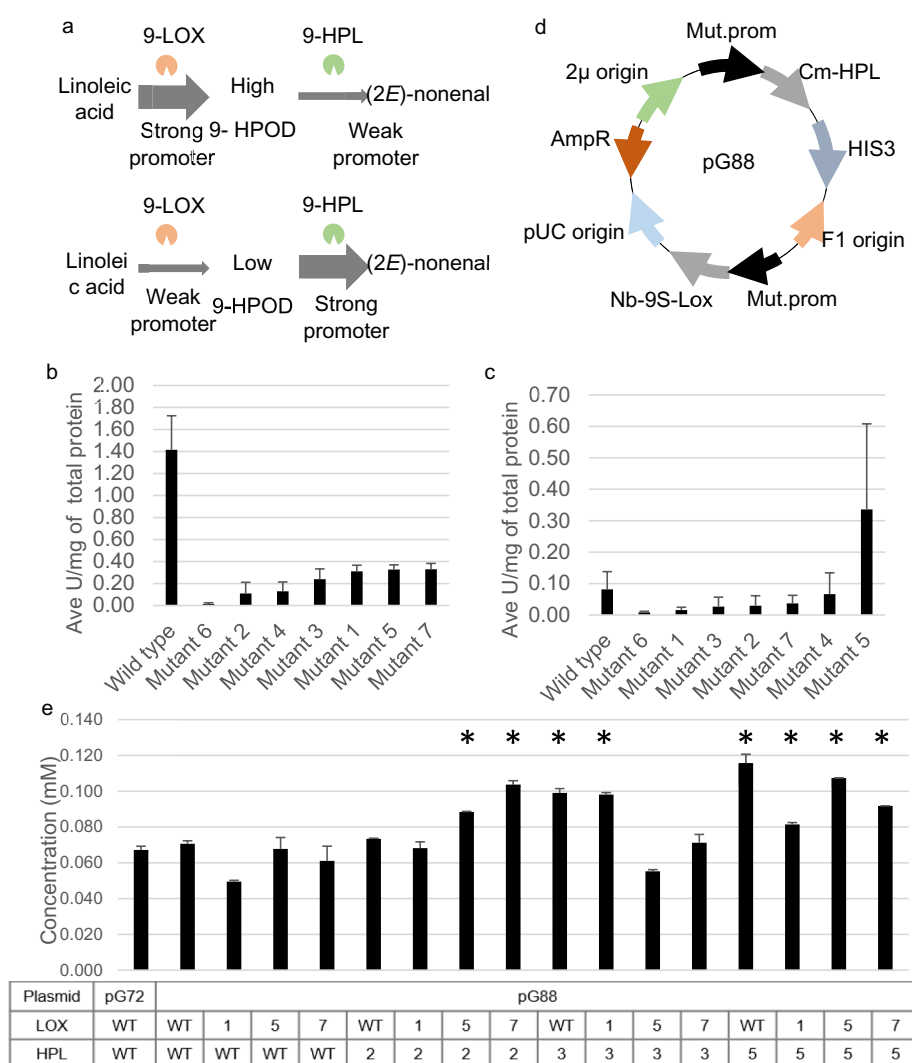 a
9-LOX
9-HPL
Linoleic
acid
High
(2E)-nonenal
Strong
promoter
9- HPOD
Weak
promoter
9-LOX
9-HPL
Linolei
c acid
Low
(2E)-nonenal
Weak
promoter
9-HPOD
Strong
promoter
d
Mut.prom
2µ origin
Cm-HPL
AmpR
HIS3
pG88
pUC origin
F1 origin
Nb-9S-Lox
Mut.prom
b
Ave U/mg of total protein
2.00
1.80
1.60
1.40
1.20
1.00
0.80
0.60
0.40
0.20
0.00
Wild type
Mutant 6
Mutant 2
Mutant 4
Mutant 3
Mutant 1
Mutant 5
Mutant 7
c
Ave U/mg of total protein
0.70
0.60
0.50
0.40
0.30
0.20
0.10
0.00
Wild type
Mutant 6
Mutant 1
Mutant 3
Mutant 2
Mutant 7
Mutant 4
Mutant 5
e
Concentration (mM)
0.140
0.120
0.100
0.080
0.060
0.040
0.020
0.000
* * * * * * * *
Plasmid pG72 pG88
LOX WT WT 1 5 7 WT 1 5 7 WT 1 5 7 WT 1 5 7
HPL WT WT WT WT WT 2 2 2 2 3 3 3 3 5 5 5 5